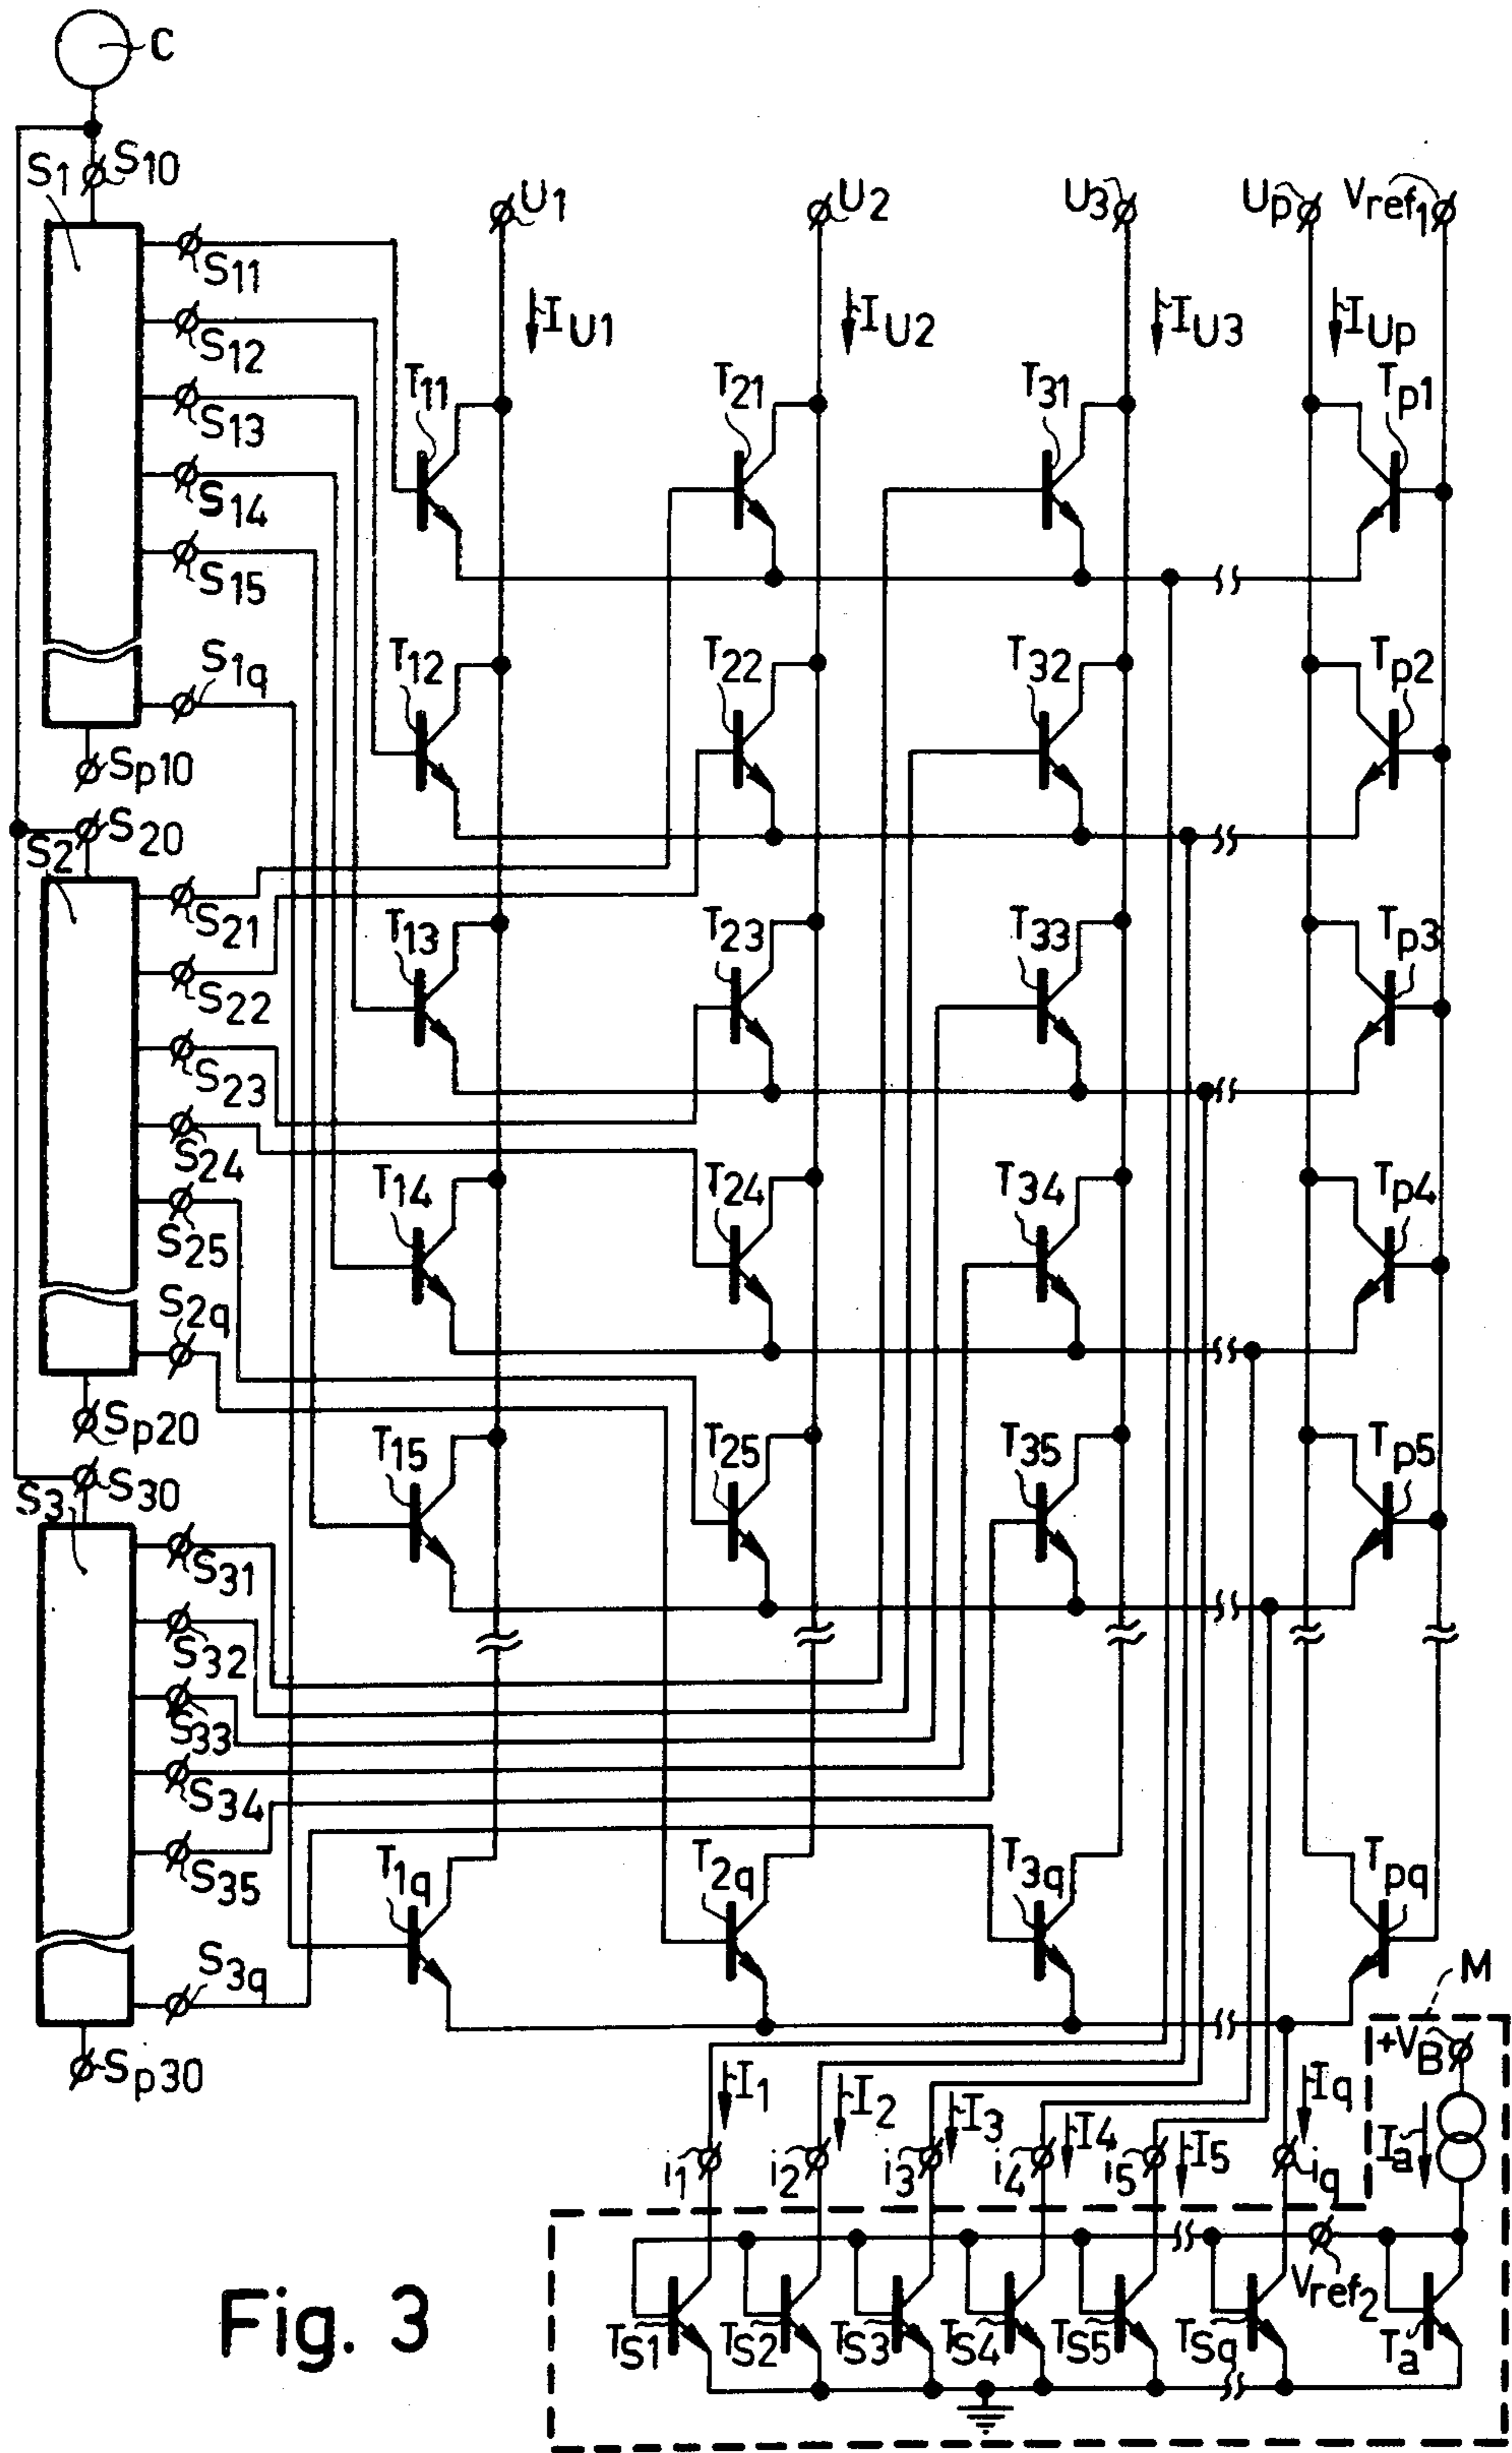 C
S1 S10
U1 U2 U3 Up Vref1
S11
S12
S13
S14
S15
S1q
Sp10
IU1 IU2 IU3 IUp
T11 T21 T31 Tp1
T12 T22 T32 Tp2
S20
S2
S21
S22
S23
S24
S25
S2q
Sp20
T13 T23 T33 Tp3
T14 T24 T34 Tp4
T15 T25 T35 Tp5
S30
S3
S31
S32
S33
S34
S35
S3q
Sp30
T1q T2q T3q Tpq
M
+VB
I1 I2 I3 I4 I5 Iq Ia
i1 i2 i3 i4 i5 iq
Vref2
TS1 TS2 TS3 TS4 TS5 TSq Ta
Fig. 3